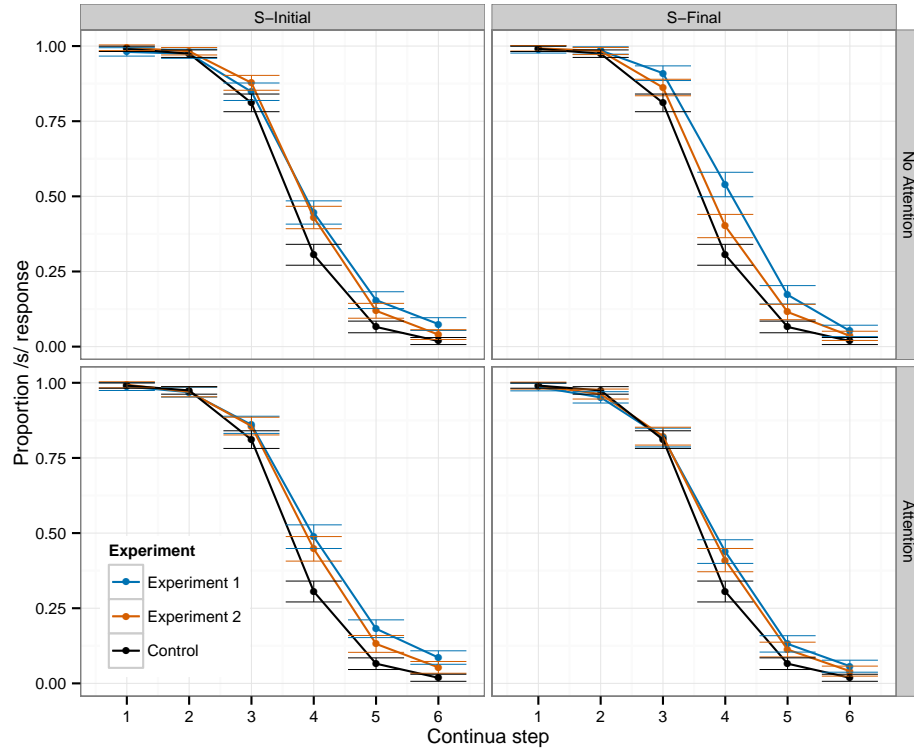 S−Initial
S−Final
1.00
0.75
0.50
0.25
0.00
No Attention
1.00
0.75
0.50
0.25
0.00
Attention
Proportion /s/ response
Experiment
Experiment 1
Experiment 2
Control
1 2 3 4 5 6
1 2 3 4 5 6
Continua step